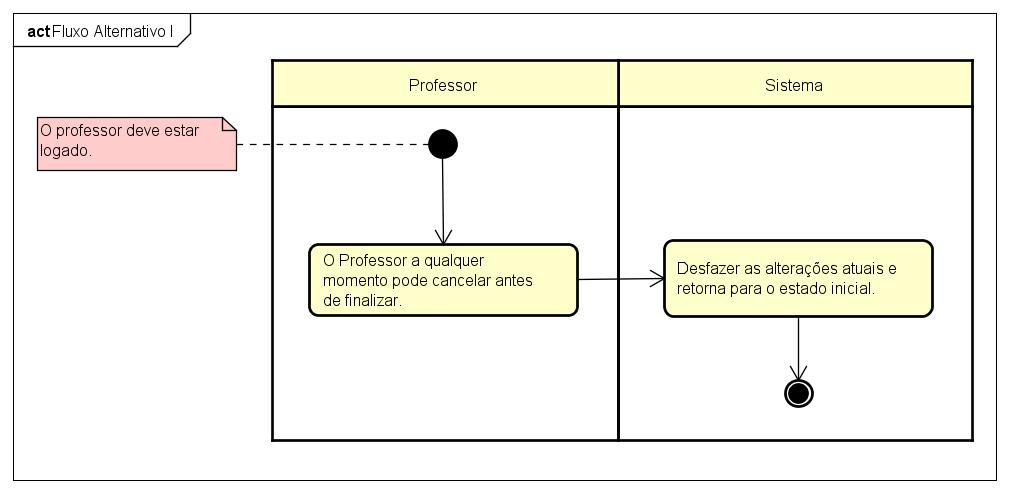 act Fluxo Alternativo I
Professor
Sistema
O professor deve estar
logado.
O Professor a qualquer
momento pode cancelar antes
de finalizar.
Desfazer as alterações atuais e
retorna para o estado inicial.